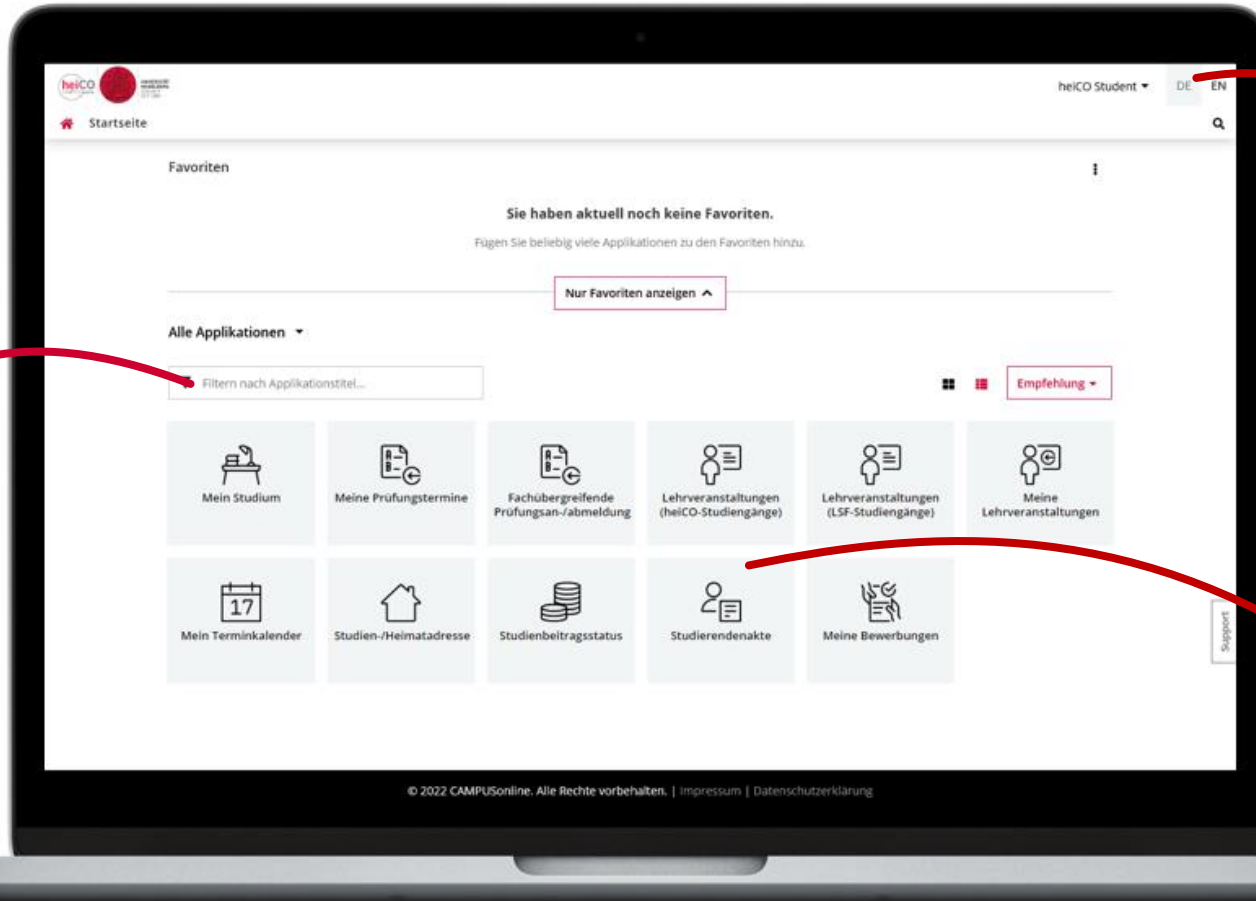 heiCO
heiCO Student
DE EN
Startseite
Favoriten
Sie haben aktuell noch keine Favoriten.
Fügen Sie beliebig viele Applikationen zu den Favoriten hinzu.
Nur Favoriten anzeigen
Alle Applikationen
Filtern nach Applikationstitel...
Empfehlung
Mein Studium
Meine Prüfungstermine
Fachübergreifende
Prüfungsan-/abmeldung
Lehrveranstaltungen
(heiCO-Studiengänge)
Lehrveranstaltungen
(LSF-Studiengänge)
Meine
Lehrveranstaltungen
17
Mein Terminkalender
Studien-/Heimatadresse
Studienbeitragsstatus
Studierendenakte
Meine Bewerbungen
Support
© 2022 CAMPUSonline. Alle Rechte vorbehalten. | Impressum | Datenschutzerklärung